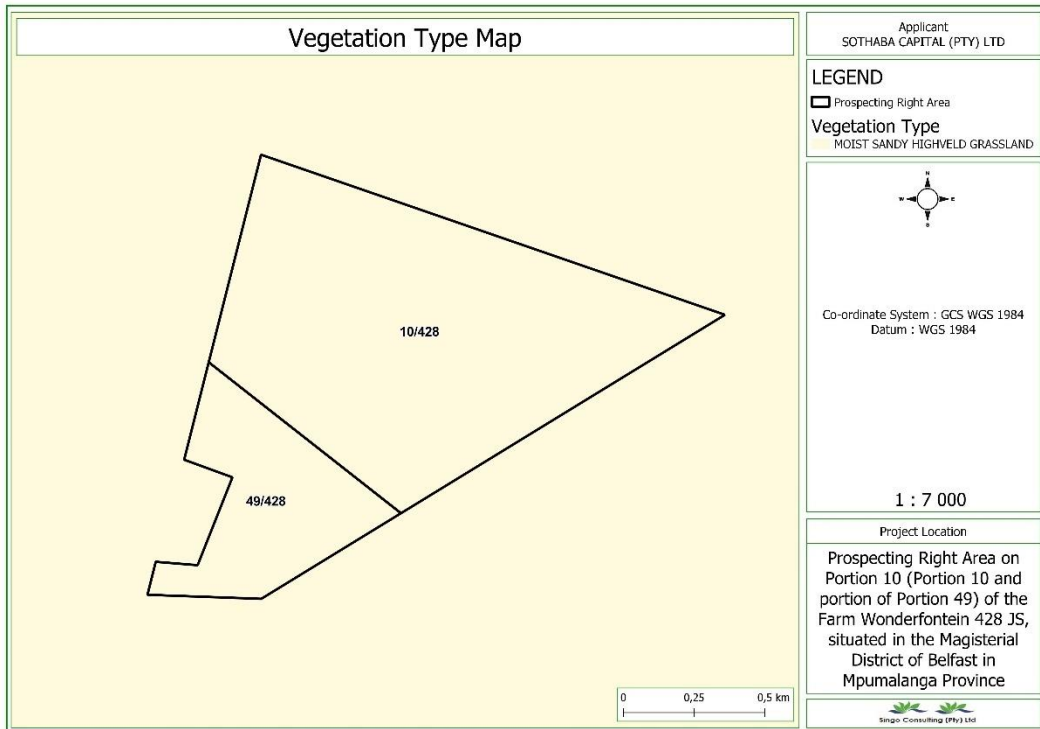 Vegetation Type Map
10/428
49/428
0 0,25 0,5 km
Applicant
SOTHABA CAPITAL (PTY) LTD
LEGEND
Prospecting Right Area
Vegetation Type
MOIST SANDY HIGHVELD GRASSLAND
N
W E
S
Co-ordinate System : GCS WGS 1984
Datum : WGS 1984
1 : 7 000
Project Location
Prospecting Right Area on
Portion 10 (Portion 10 and
portion of Portion 49) of the
Farm Wonderfontein 428 JS,
situated in the Magisterial
District of Belfast in
Mpumalanga Province
Singo Consulting (Pty) Ltd